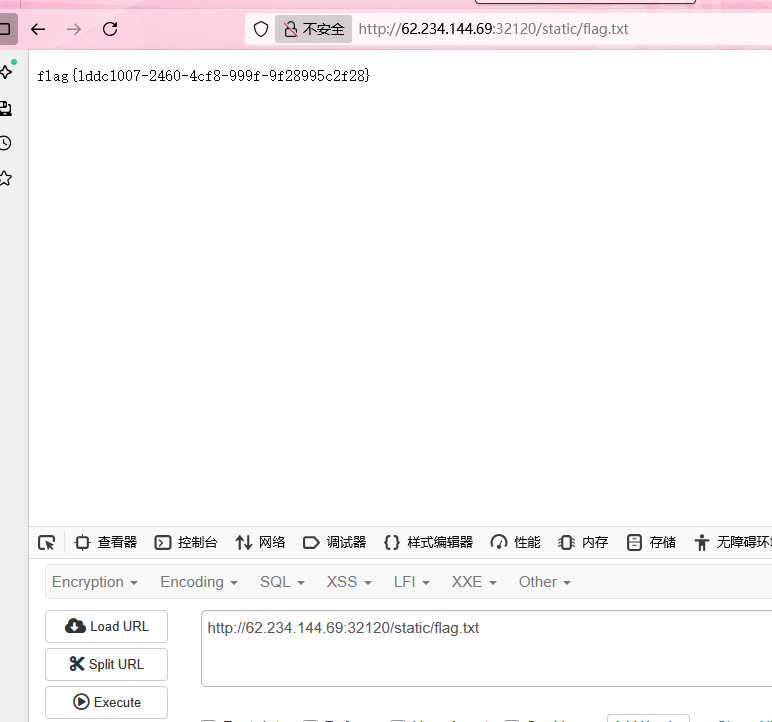 不安全 http://62.234.144.69:32120/static/flag.txt
flag{1ddc1007-2460-4cf8-999f-9f28995c2f28}
查看器 控制台 网络 调试器 样式编辑器 性能 内存 存储 无障碍环
Encryption Encoding SQL XSS LFI XXE Other
Load URL
http://62.234.144.69:32120/static/flag.txt
Split URL
Execute